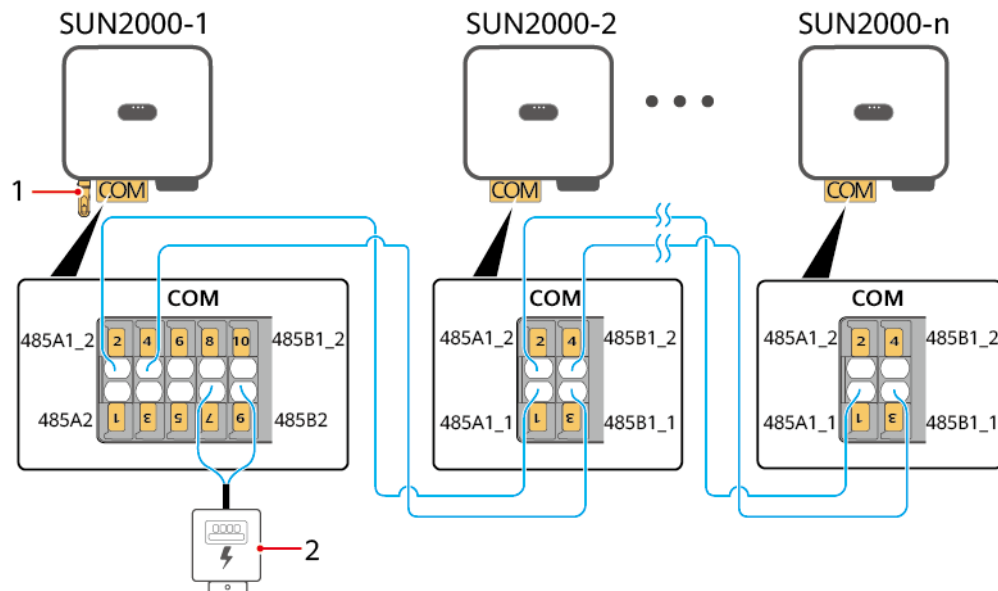 SUN2000-1
SUN2000-2
SUN2000-n
1
COM
COM
COM
COM
COM
COM
485A1_2
2
4
6
8
10
485B1_2
485A2
1
3
5
7
9
485B2
485A1_2
2
4
485B1_2
485A1_1
1
3
485B1_1
485A1_2
2
4
485B1_2
485A1_1
1
3
485B1_1
2